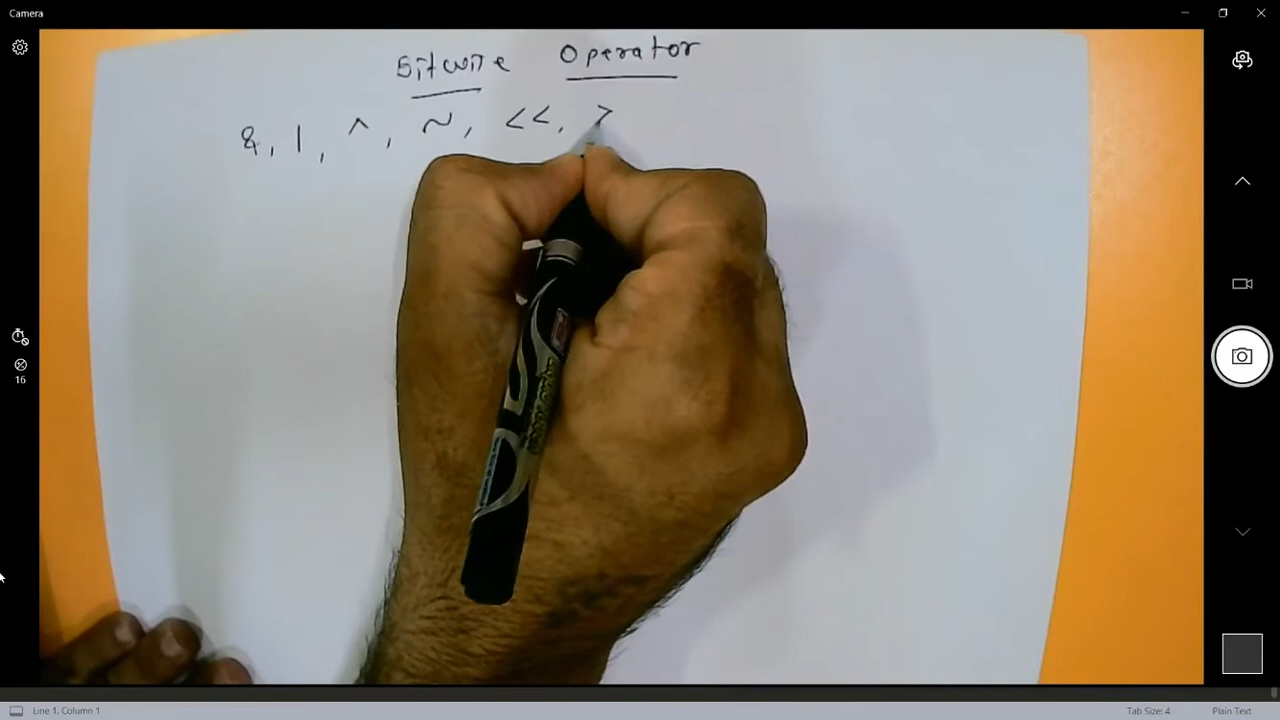 Camera
Bitwise Operator
&, |, ^, ~, <<, >
16
Line 1, Column 1
Tab Size: 4
Plain Text